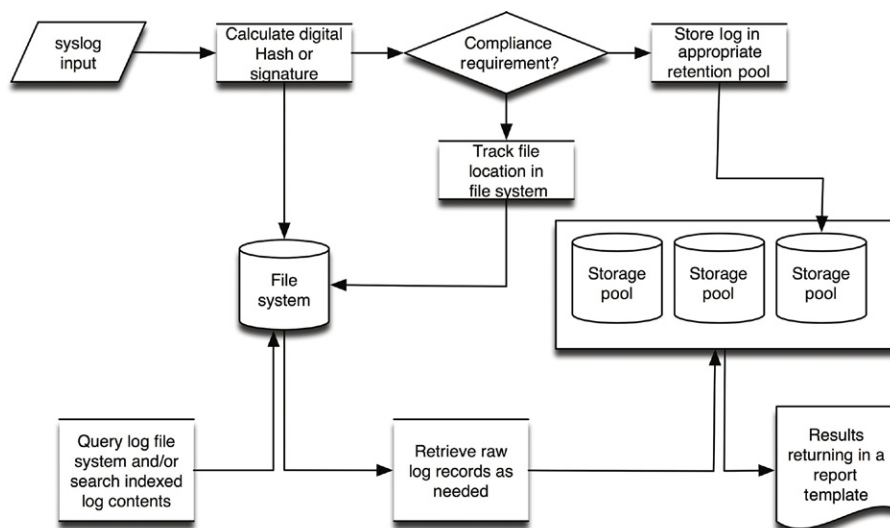 syslog
input
Calculate digital
Hash or
signature
Compliance
requirement?
Store log in
appropriate
retention pool
Track file
location in
file system
File
system
Storage
pool
Storage
pool
Storage
pool
Query log file
system and/or
search indexed
log contents
Retrieve raw
log records as
needed
Results
returning in a
report
template